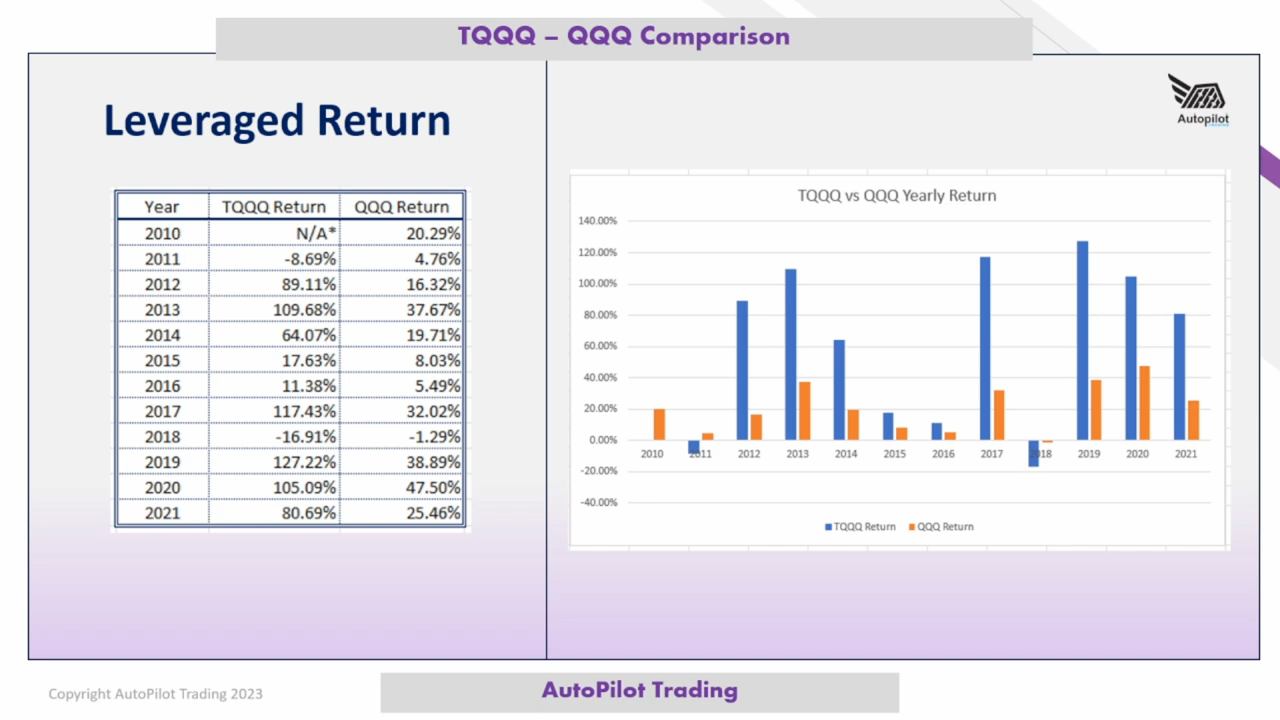 TQQQ – QQQ Comparison
Leveraged Return
Autopilot
Year TQQQ Return QQQ Return
2010 N/A* 20.29%
2011 -8.69% 4.76%
2012 89.11% 16.32%
2013 109.68% 37.67%
2014 64.07% 19.71%
2015 17.63% 8.03%
2016 11.38% 5.49%
2017 117.43% 32.02%
2018 -16.91% -1.29%
2019 127.22% 38.89%
2020 105.09% 47.50%
2021 80.69% 25.46%
TQQQ vs QQQ Yearly Return
140.00%
120.00%
100.00%
80.00%
60.00%
40.00%
20.00%
0.00%
2010 2011 2012 2013 2014 2015 2016 2017 2018 2019 2020 2021
-20.00%
-40.00%
TQQQ Return QQQ Return
Copyright AutoPilot Trading 2023
AutoPilot Trading